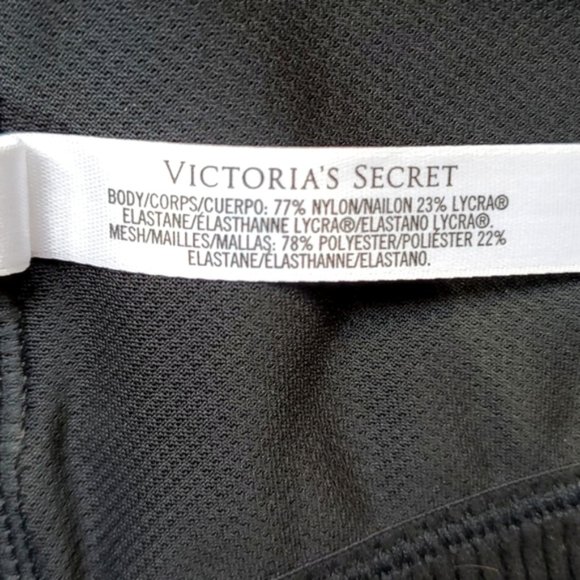 VICTORIA'S SECRET
BODY/CORPS/CUERPO: 77% NYLON/NAILON 23% LYCRA®
ELASTANE/ÉLASTHANNE LYCRA®/ELASTANO LYCRA®.
MESH/MAILLES/MALLAS: 78% POLYESTER/POLIÉSTER 22%
ELASTANE/ÉLASTHANNE/ELASTANO.